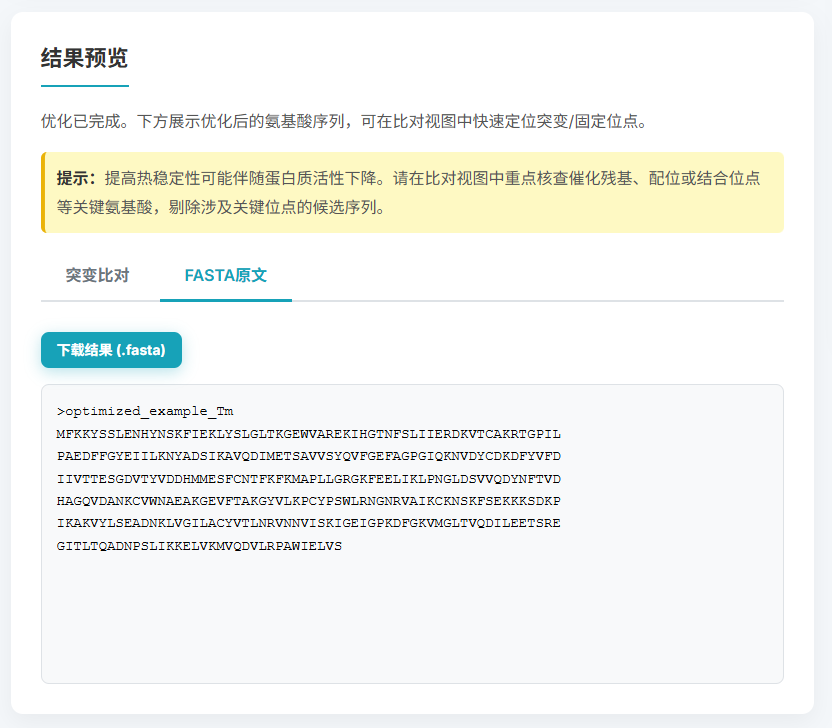 结果预览
优化已完成。下方展示优化后的氨基酸序列，可在比对视图中快速定位突变/固定位点。
提示：提高热稳定性可能伴随蛋白质活性下降。请在比对视图中重点核查催化残基、配位或结合位点
等关键氨基酸，剔除涉及关键位点的候选序列。
突变比对 FASTA原文
下载结果 (.fasta)
>optimized_example_Tm
MFKKYSSLENHYNSKFIEKLYSLGLTKGEWVAREKIHGTNFSLIIERDKVTCAKRTGPIL
PAEDFFGYEIILKNYADSIKAVQDIMETSAVVSYQVFGEFAGPGIQKNVDYCDKDFYVFD
IIVTTESGDVTYVDDHMMESFCNTFKFKMAPLLGRGKFEELIKLPNGLDSVVQDYNFTVD
HAGQVDANKCVWNAEAKGEVFTAKGYVLKPCYPSWLRNGNRVAIKCKNSKFSEKKKSDKP
IKAKVYLSEADNKLVGILACYVTLNRVNNVISKIGEIGPKDFGKVMGLTVQDILEETSRE
GITLTQADNPSLIKKELVKMVQDVLRPAWIELVS